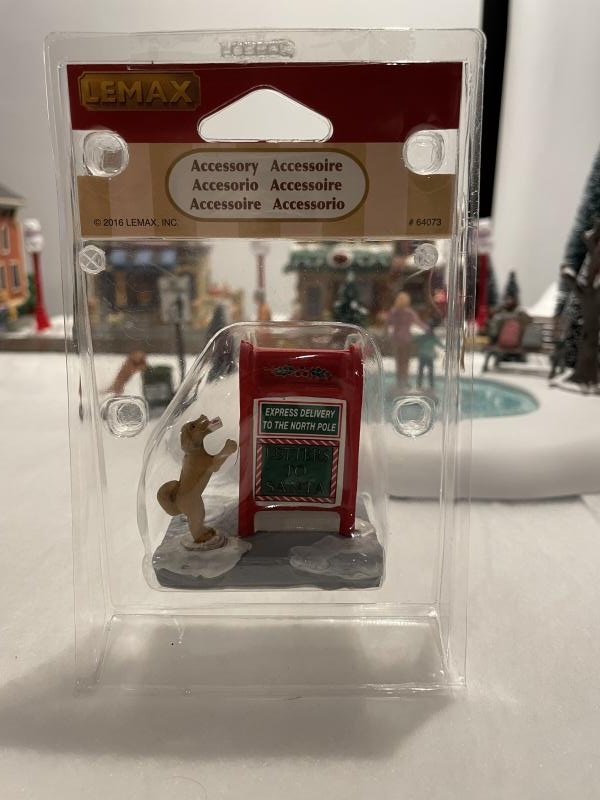 LEMAX
Accessory Accessoire
Accesorio Accessoire
Accessoire Accessorio
© 2016 LEMAX, INC.
# 64073
EXPRESS DELIVERY
TO THE NORTH POLE
LETTERS
TO
SANTA